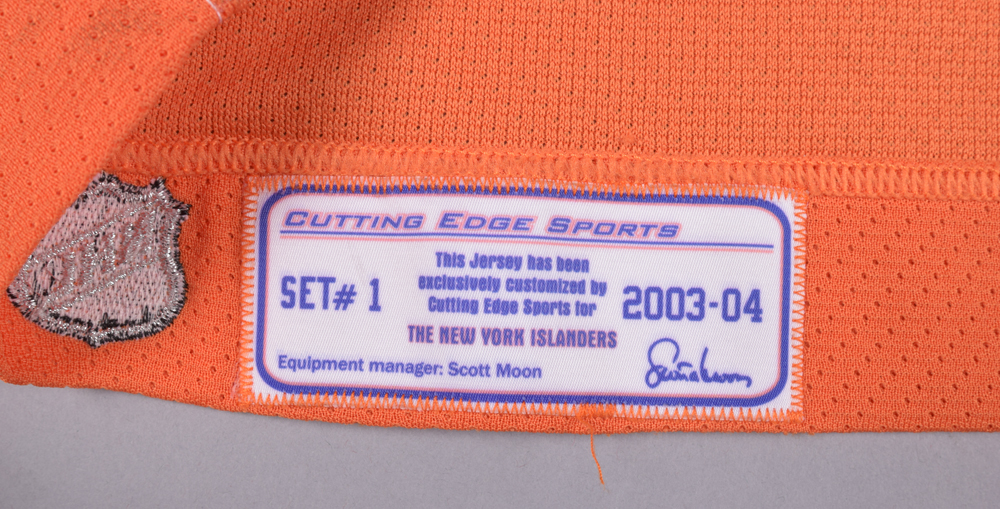 CUTTING EDGE SPORTS
This Jersey has been
exclusively customized by
Cutting Edge Sports for
SET# 1
2003-04
THE NEW YORK ISLANDERS
Equipment manager: Scott Moon